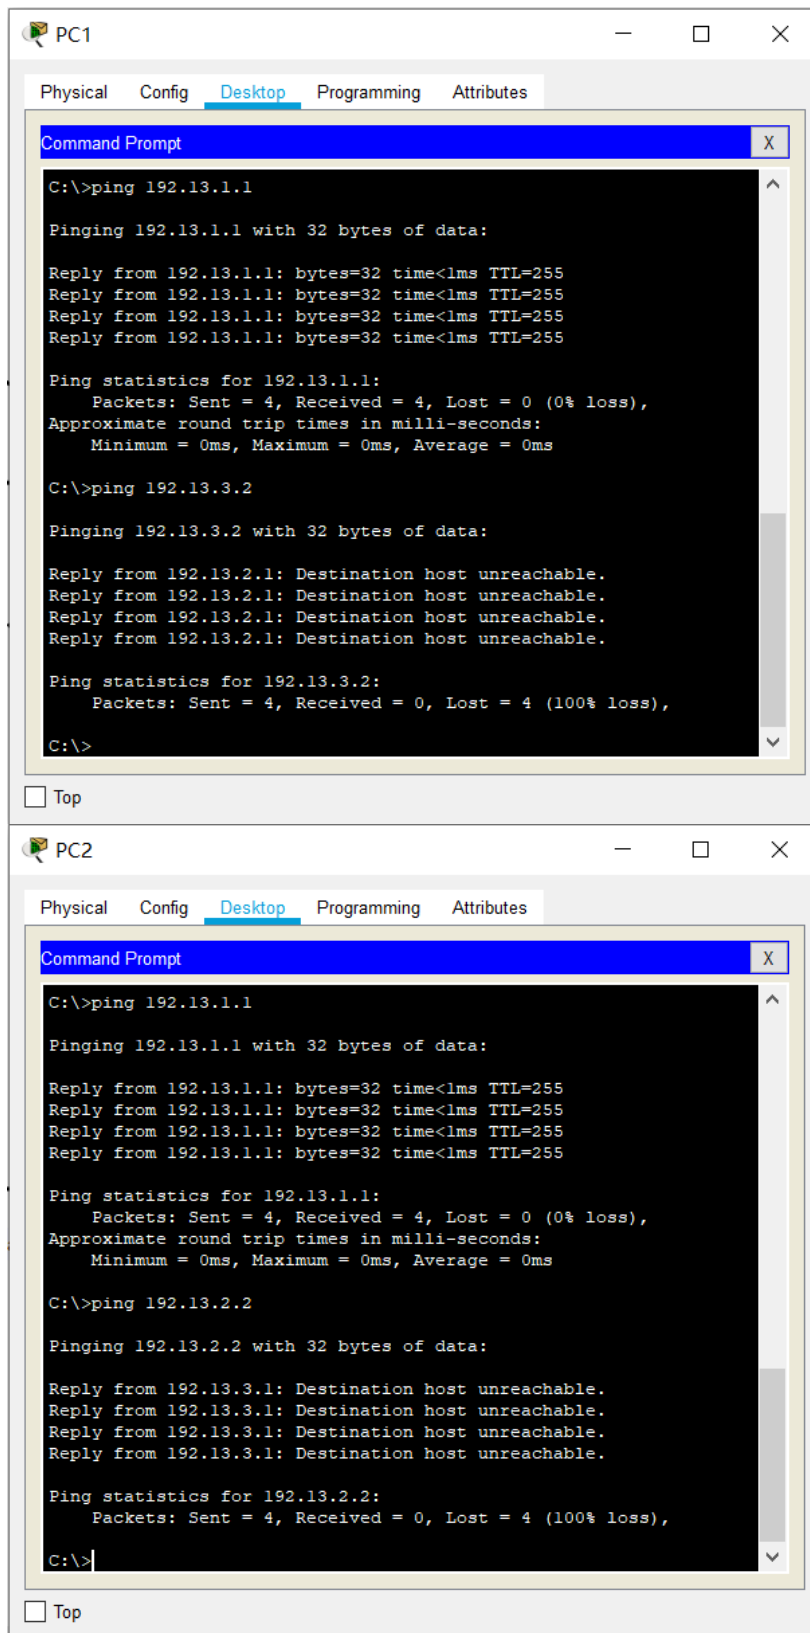 PC1
Physical Config Desktop Programming Attributes
Command Prompt X
C:\>ping 192.13.1.1
Pinging 192.13.1.1 with 32 bytes of data:
Reply from 192.13.1.1: bytes=32 time<1ms TTL=255
Reply from 192.13.1.1: bytes=32 time<1ms TTL=255
Reply from 192.13.1.1: bytes=32 time<1ms TTL=255
Reply from 192.13.1.1: bytes=32 time<1ms TTL=255
Ping statistics for 192.13.1.1:
Packets: Sent = 4, Received = 4, Lost = 0 (0% loss),
Approximate round trip times in milli-seconds:
Minimum = 0ms, Maximum = 0ms, Average = 0ms
C:\>ping 192.13.3.2
Pinging 192.13.3.2 with 32 bytes of data:
Reply from 192.13.2.1: Destination host unreachable.
Reply from 192.13.2.1: Destination host unreachable.
Reply from 192.13.2.1: Destination host unreachable.
Reply from 192.13.2.1: Destination host unreachable.
Ping statistics for 192.13.3.2:
Packets: Sent = 4, Received = 0, Lost = 4 (100% loss),
C:\>
Top
PC2
Physical Config Desktop Programming Attributes
Command Prompt X
C:\>ping 192.13.1.1
Pinging 192.13.1.1 with 32 bytes of data:
Reply from 192.13.1.1: bytes=32 time<1ms TTL=255
Reply from 192.13.1.1: bytes=32 time<1ms TTL=255
Reply from 192.13.1.1: bytes=32 time<1ms TTL=255
Reply from 192.13.1.1: bytes=32 time<1ms TTL=255
Ping statistics for 192.13.1.1:
Packets: Sent = 4, Received = 4, Lost = 0 (0% loss),
Approximate round trip times in milli-seconds:
Minimum = 0ms, Maximum = 0ms, Average = 0ms
C:\>ping 192.13.2.2
Pinging 192.13.2.2 with 32 bytes of data:
Reply from 192.13.3.1: Destination host unreachable.
Reply from 192.13.3.1: Destination host unreachable.
Reply from 192.13.3.1: Destination host unreachable.
Reply from 192.13.3.1: Destination host unreachable.
Ping statistics for 192.13.2.2:
Packets: Sent = 4, Received = 0, Lost = 4 (100% loss),
C:\>
Top